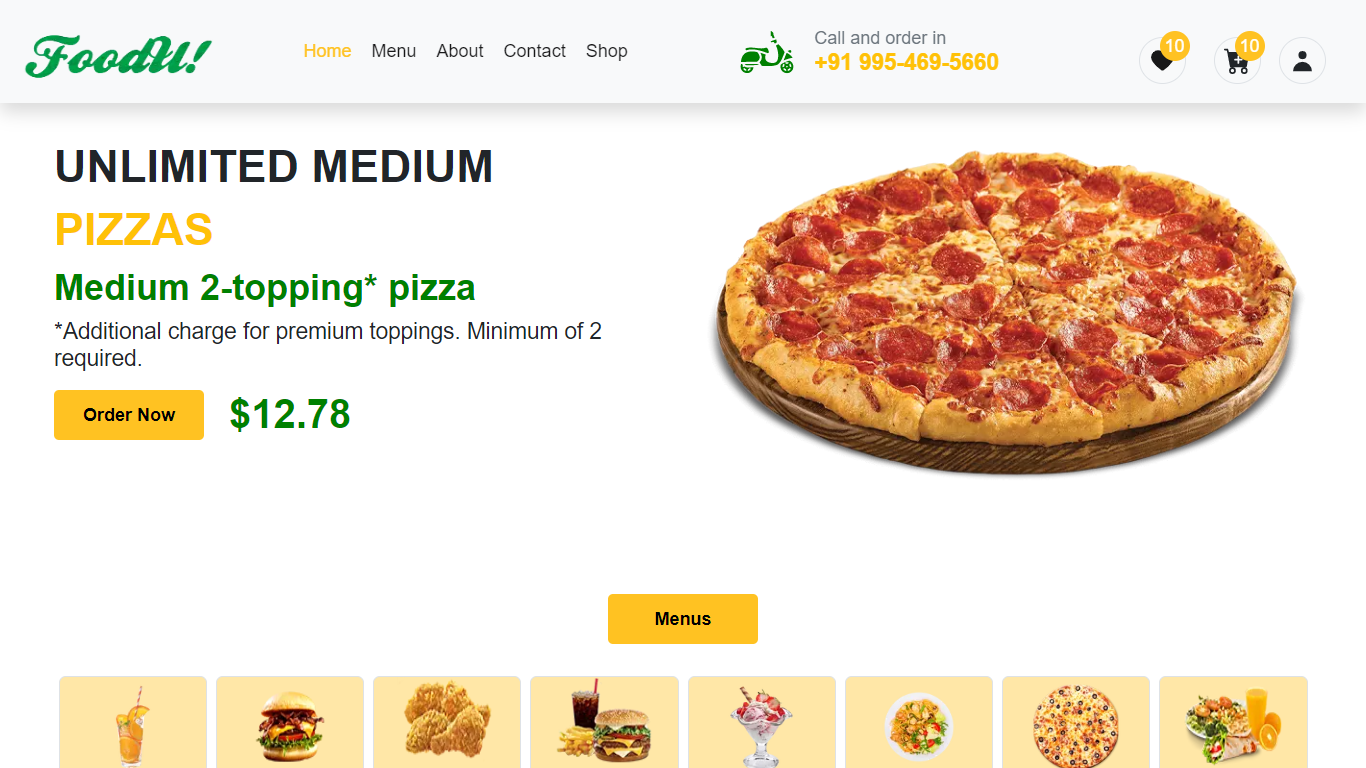 FoodU!
Home Menu About Contact Shop
Call and order in
+91 995-469-5660
10
10
UNLIMITED MEDIUM
PIZZAS
Medium 2-topping* pizza
*Additional charge for premium toppings. Minimum of 2
required.
Order Now
$12.78
Menus